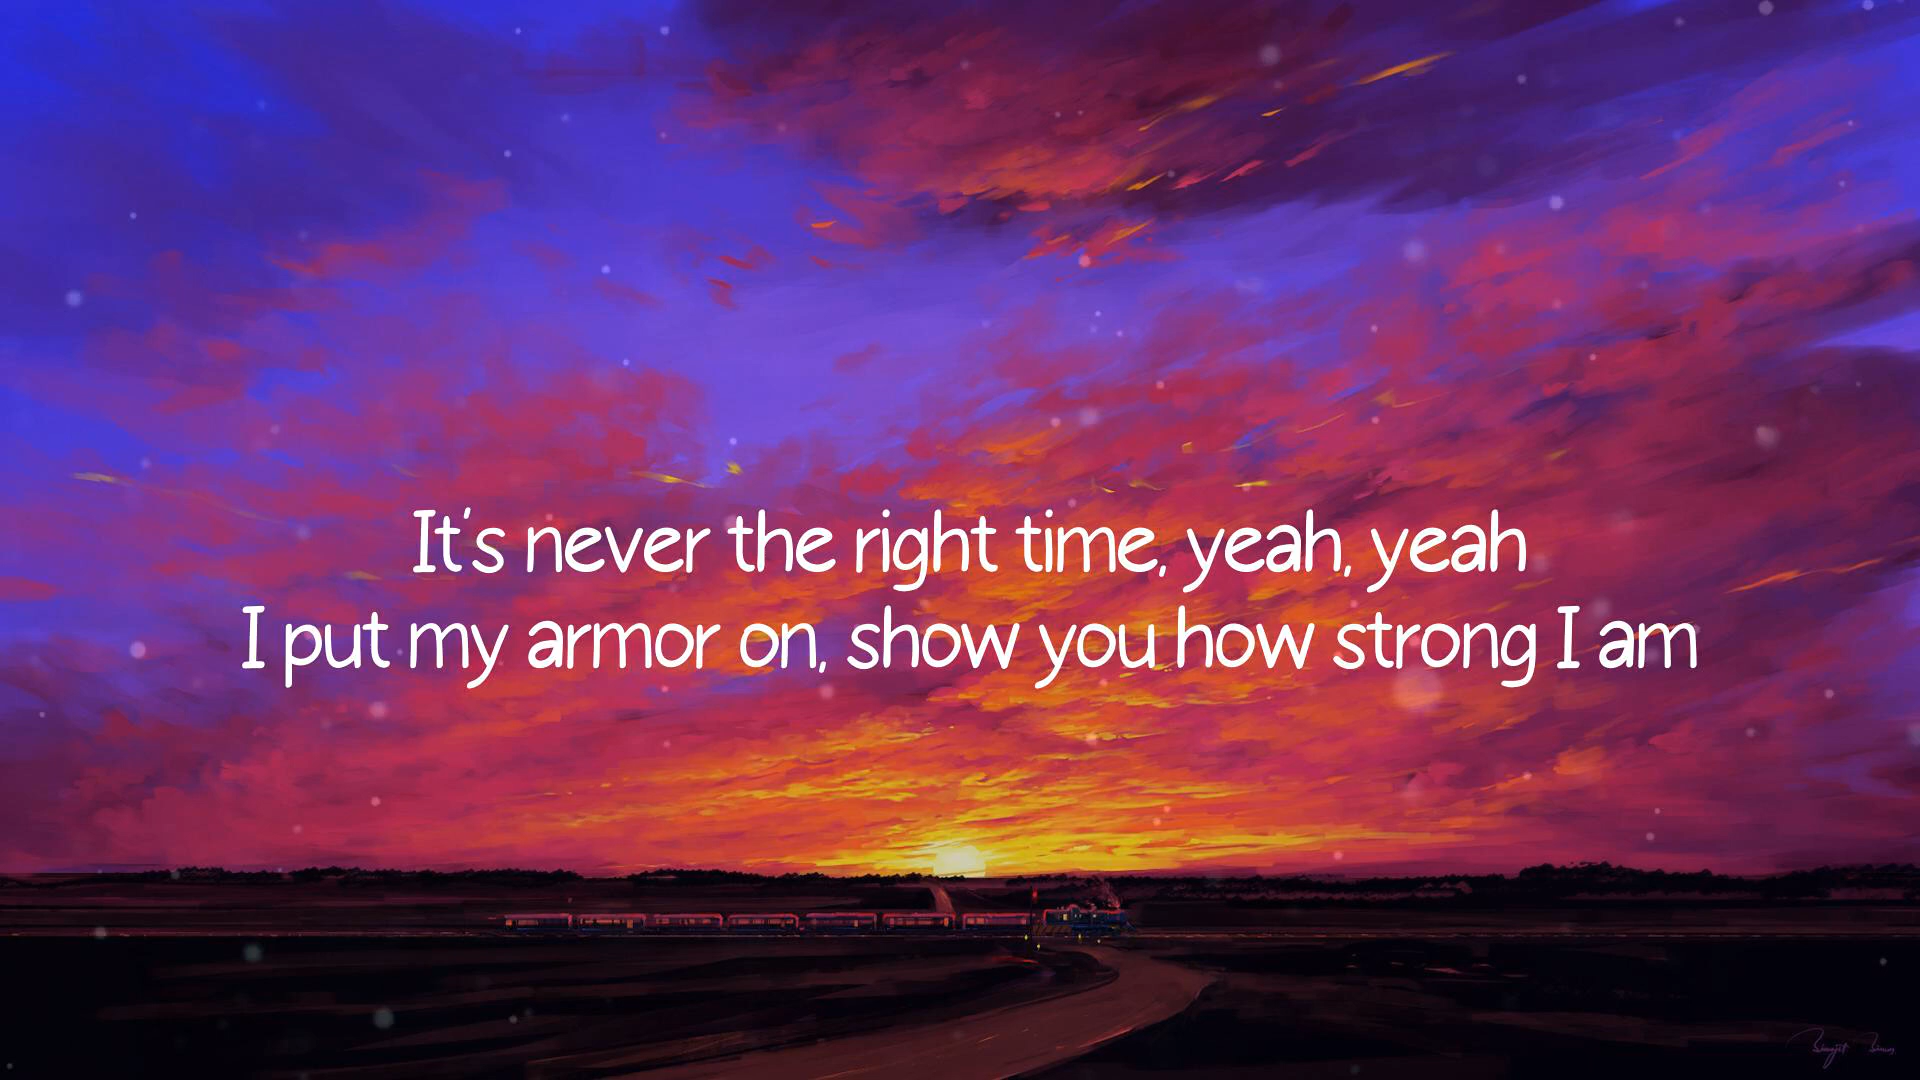 It's never the right time, yeah, yeah
I put my armor on, show you how strong I am